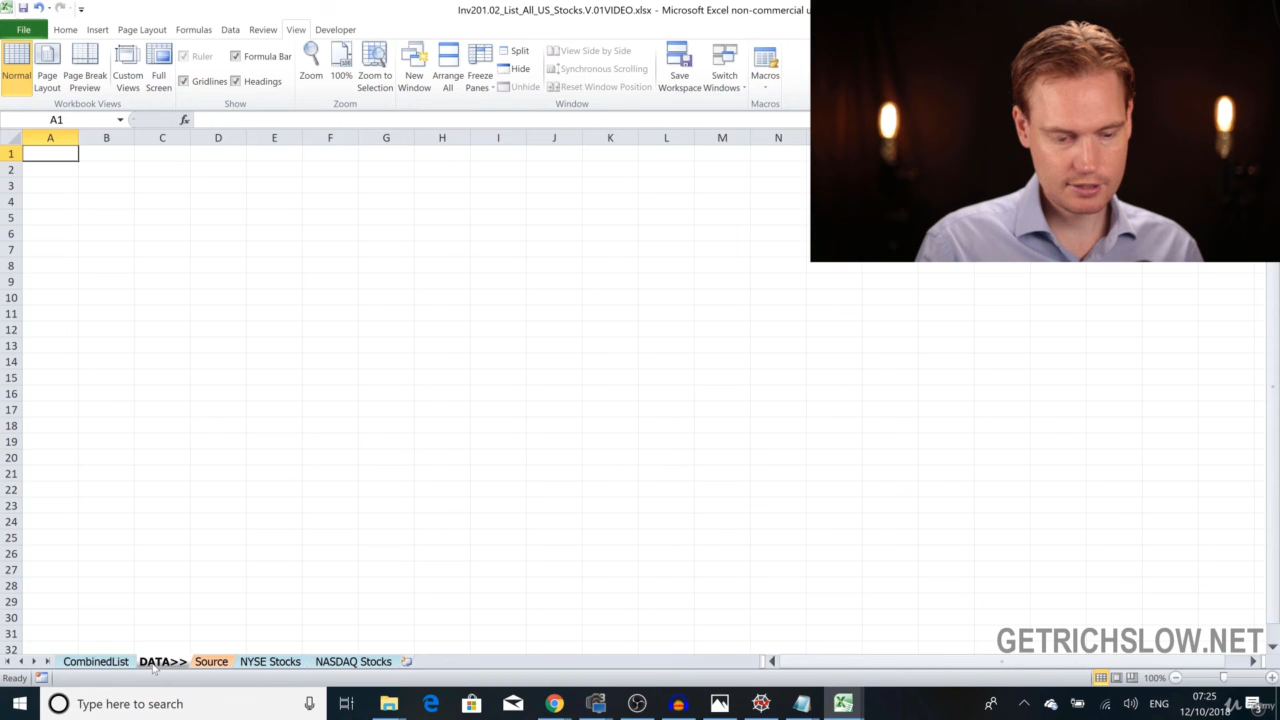 Inv201.02_List_All_US_Stocks.V.01VIDEO.xlsx - Microsoft Excel non-commercial u
File Home Insert Page Layout Formulas Data Review View Developer
Normal
Page Layout
Page Break Preview
Custom Views
Full Screen
Workbook Views
Ruler
Formula Bar
Gridlines
Headings
Show
Zoom
100%
Zoom to Selection
Zoom
New Window
Arrange All
Freeze Panes
Split
Hide
Unhide
View Side by Side
Synchronous Scrolling
Reset Window Position
Window
Save Workspace
Switch Windows
Macros
Macros
A1
fx
A B C D E F G H I J K L M N
1
2
3
4
5
6
7
8
9
10
11
12
13
14
15
16
17
18
19
20
21
22
23
24
25
26
27
28
29
30
31
32
GETRICHSLOW.NET
CombinedList DATA>> Source NYSE Stocks NASDAQ Stocks
Ready
100%
Type here to search
ENG
07:25
12/10/2018